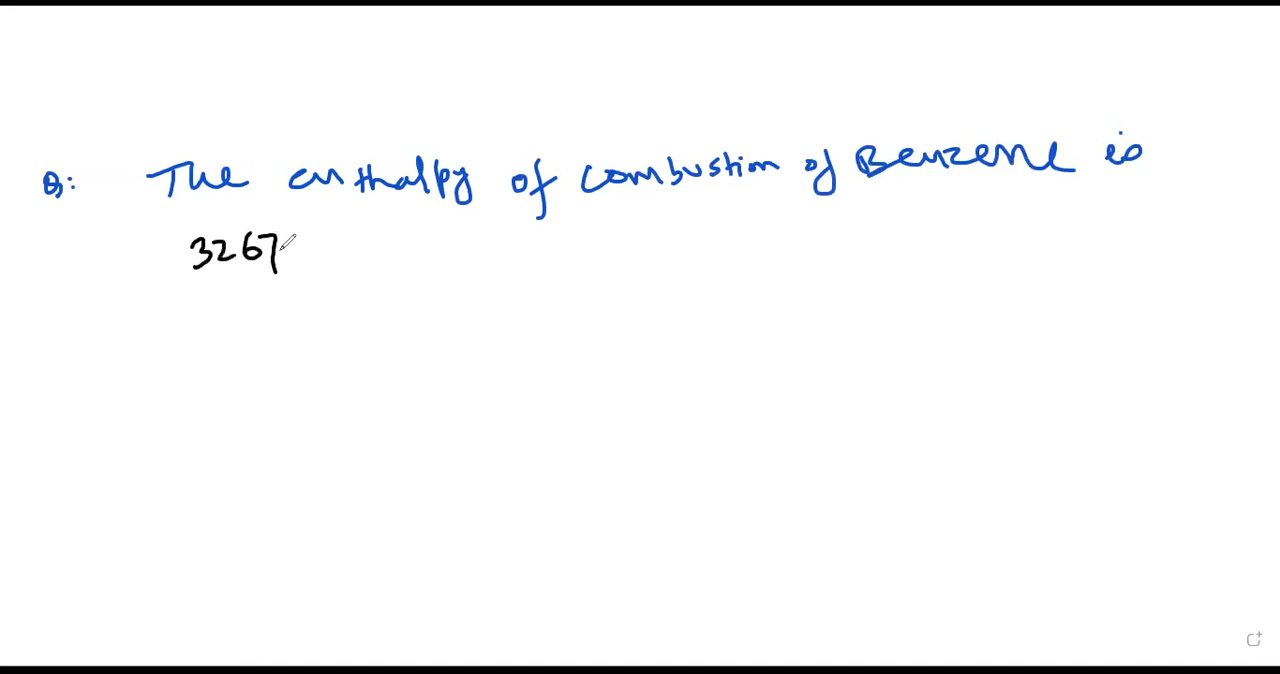 Q: The enthalpy of combustion of Benzene is
3267